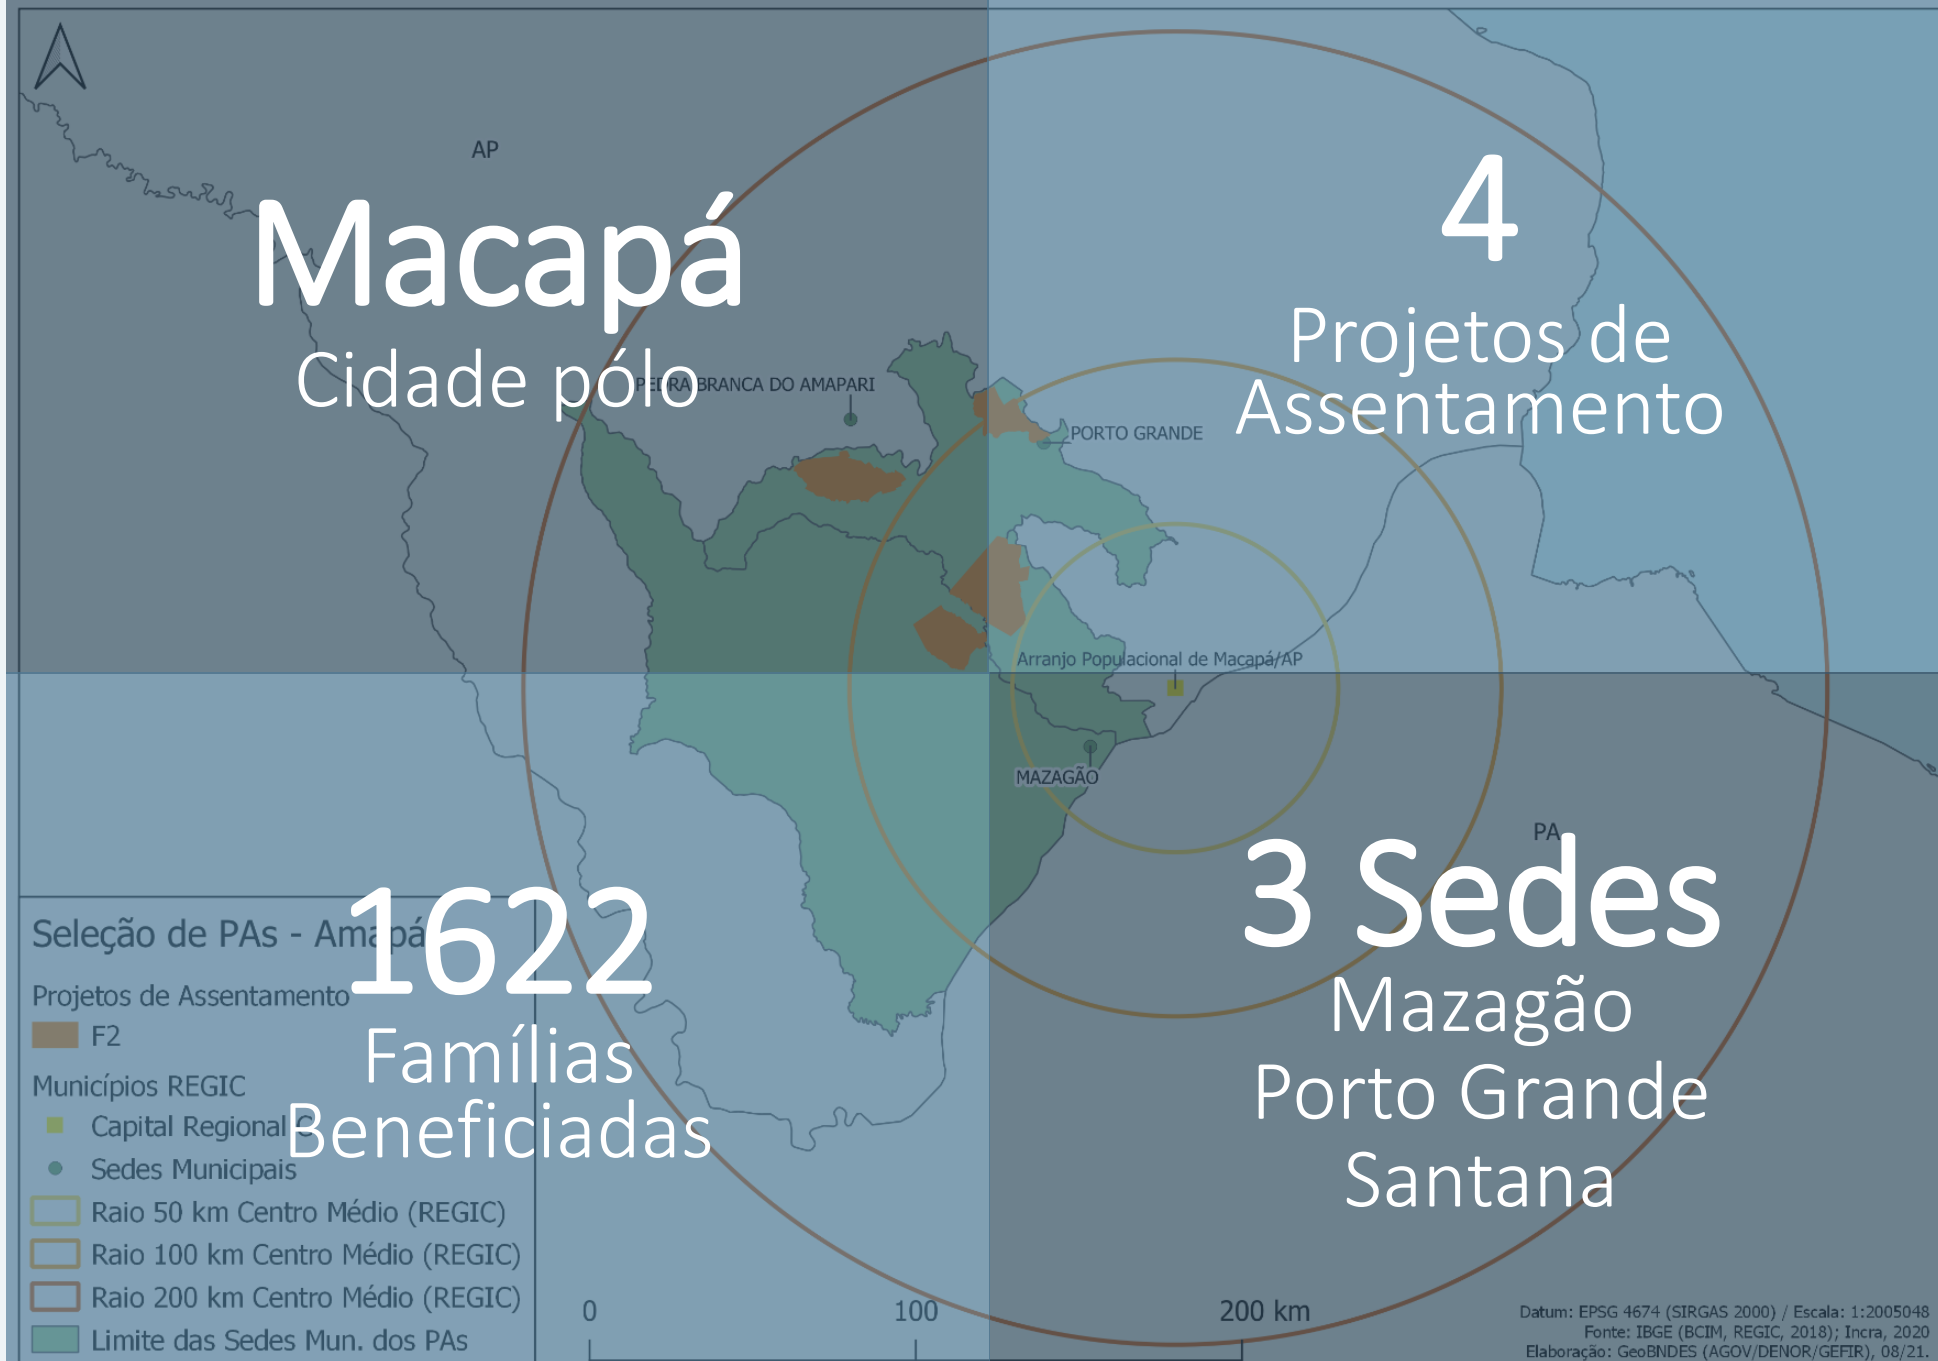 AP
Macapá
Cidade pólo
PEDRA BRANCA DO AMAPARI
4
Projetos de
Assentamento
PORTO GRANDE
Arranjo Populacional de Macapá/AP
MAZAGÃO
PA
1622
Famílias
Beneficiadas
3 Sedes
Mazagão
Porto Grande
Santana
Seleção de PAs - Amapá
Projetos de Assentamento
F2
Municípios REGIC
Capital Regional C
Sedes Municipais
Raio 50 km Centro Médio (REGIC)
Raio 100 km Centro Médio (REGIC)
Raio 200 km Centro Médio (REGIC)
Limite das Sedes Mun. dos PAs
0 100 200 km
Datum: EPSG 4674 (SIRGAS 2000) / Escala: 1:2005048
Fonte: IBGE (BCIM, REGIC, 2018); Incra, 2020
Elaboração: GeoBNDES (AGOV/DENOR/GEFIR), 08/21.